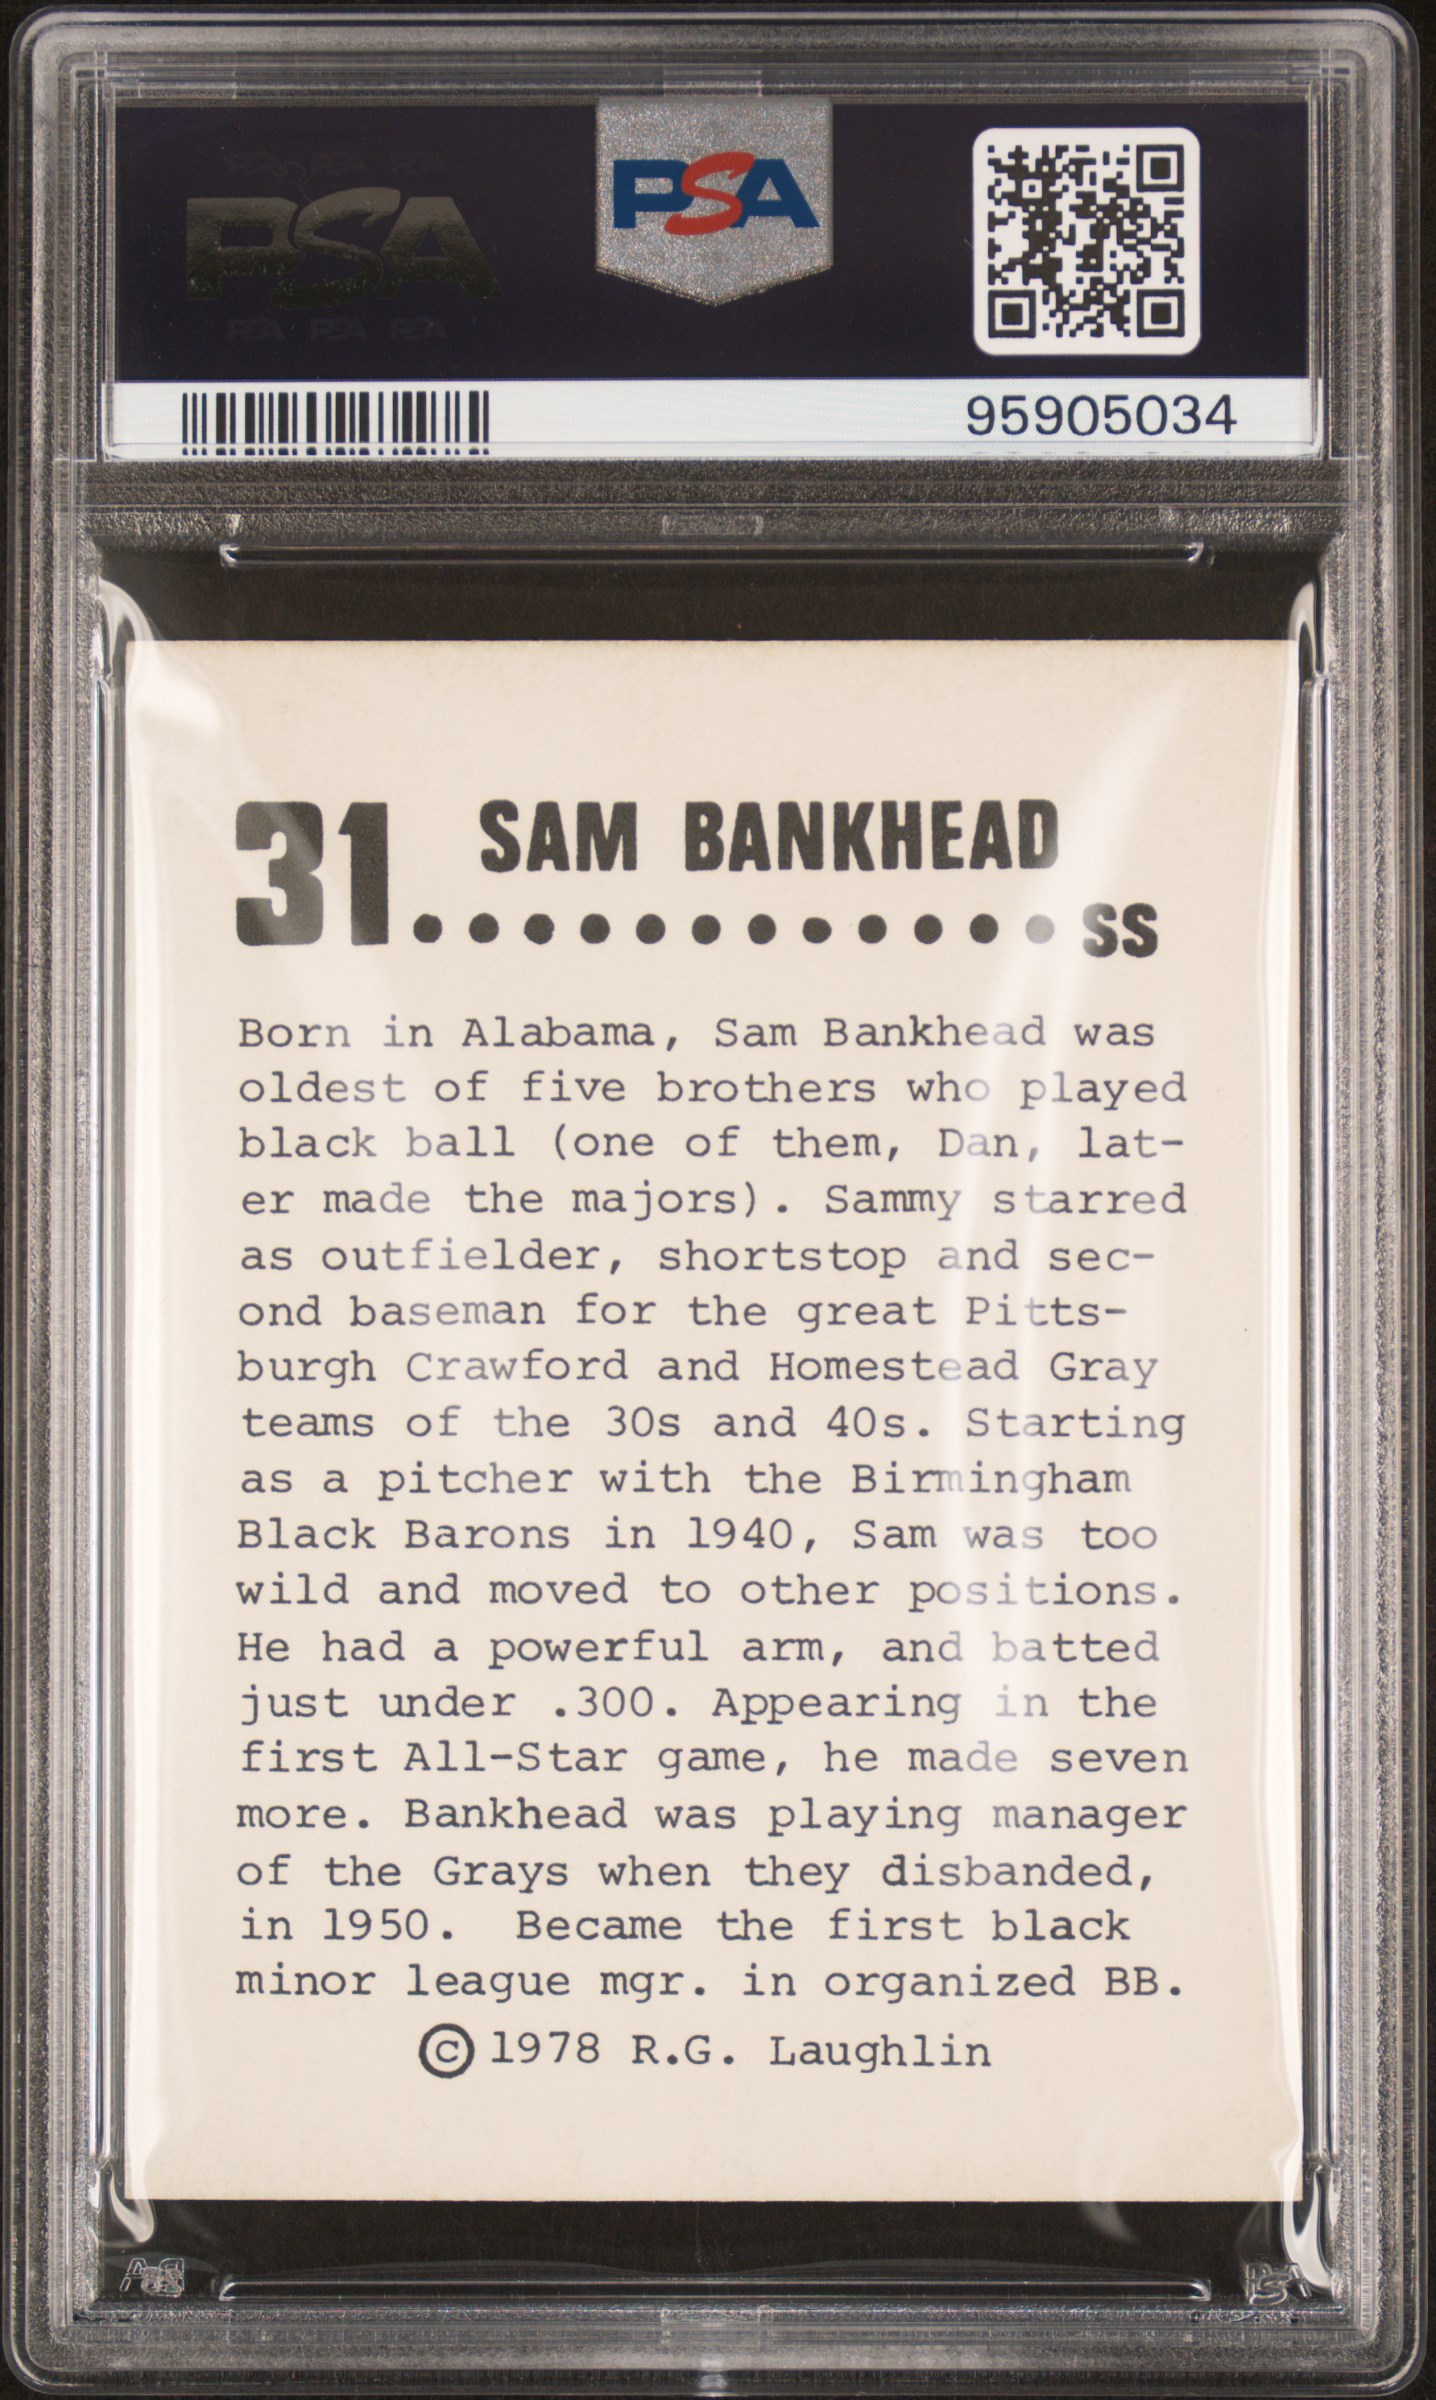 PSA
PSA
PSA PSA PSA
95905034
31 SAM BANKHEAD
............ SS
Born in Alabama, Sam Bankhead was
oldest of five brothers who played
black ball (one of them, Dan, lat-
er made the majors). Sammy starred
as outfielder, shortstop and sec-
ond baseman for the great Pitts-
burgh Crawford and Homestead Gray
teams of the 30s and 40s. Starting
as a pitcher with the Birmingham
Black Barons in 1940, Sam was too
wild and moved to other positions.
He had a powerful arm, and batted
just under .300. Appearing in the
first All-Star game, he made seven
more. Bankhead was playing manager
of the Grays when they disbanded,
in 1950. Became the first black
minor league mgr. in organized BB.
© 1978 R.G. Laughlin
PSA